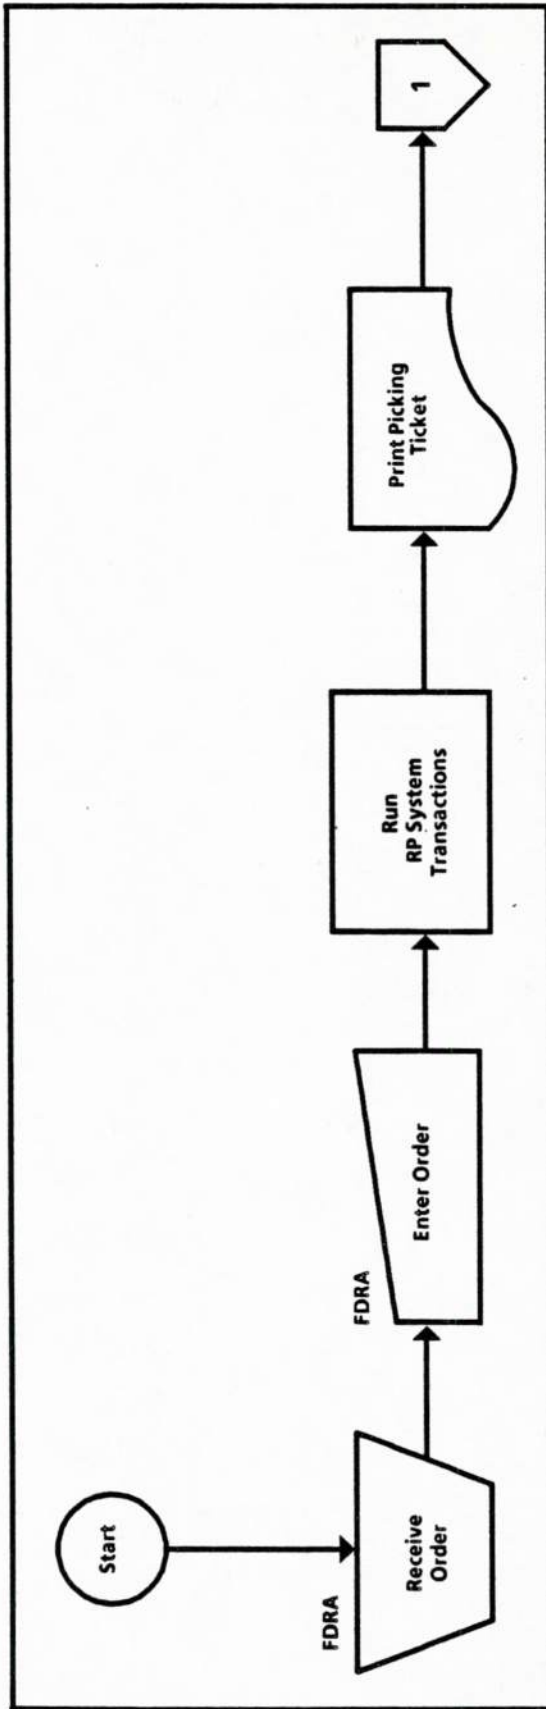 Start
FDRA
Receive
Order
FDRA
Enter Order
Run
RP System
Transactions
Print Picking
Ticket
1